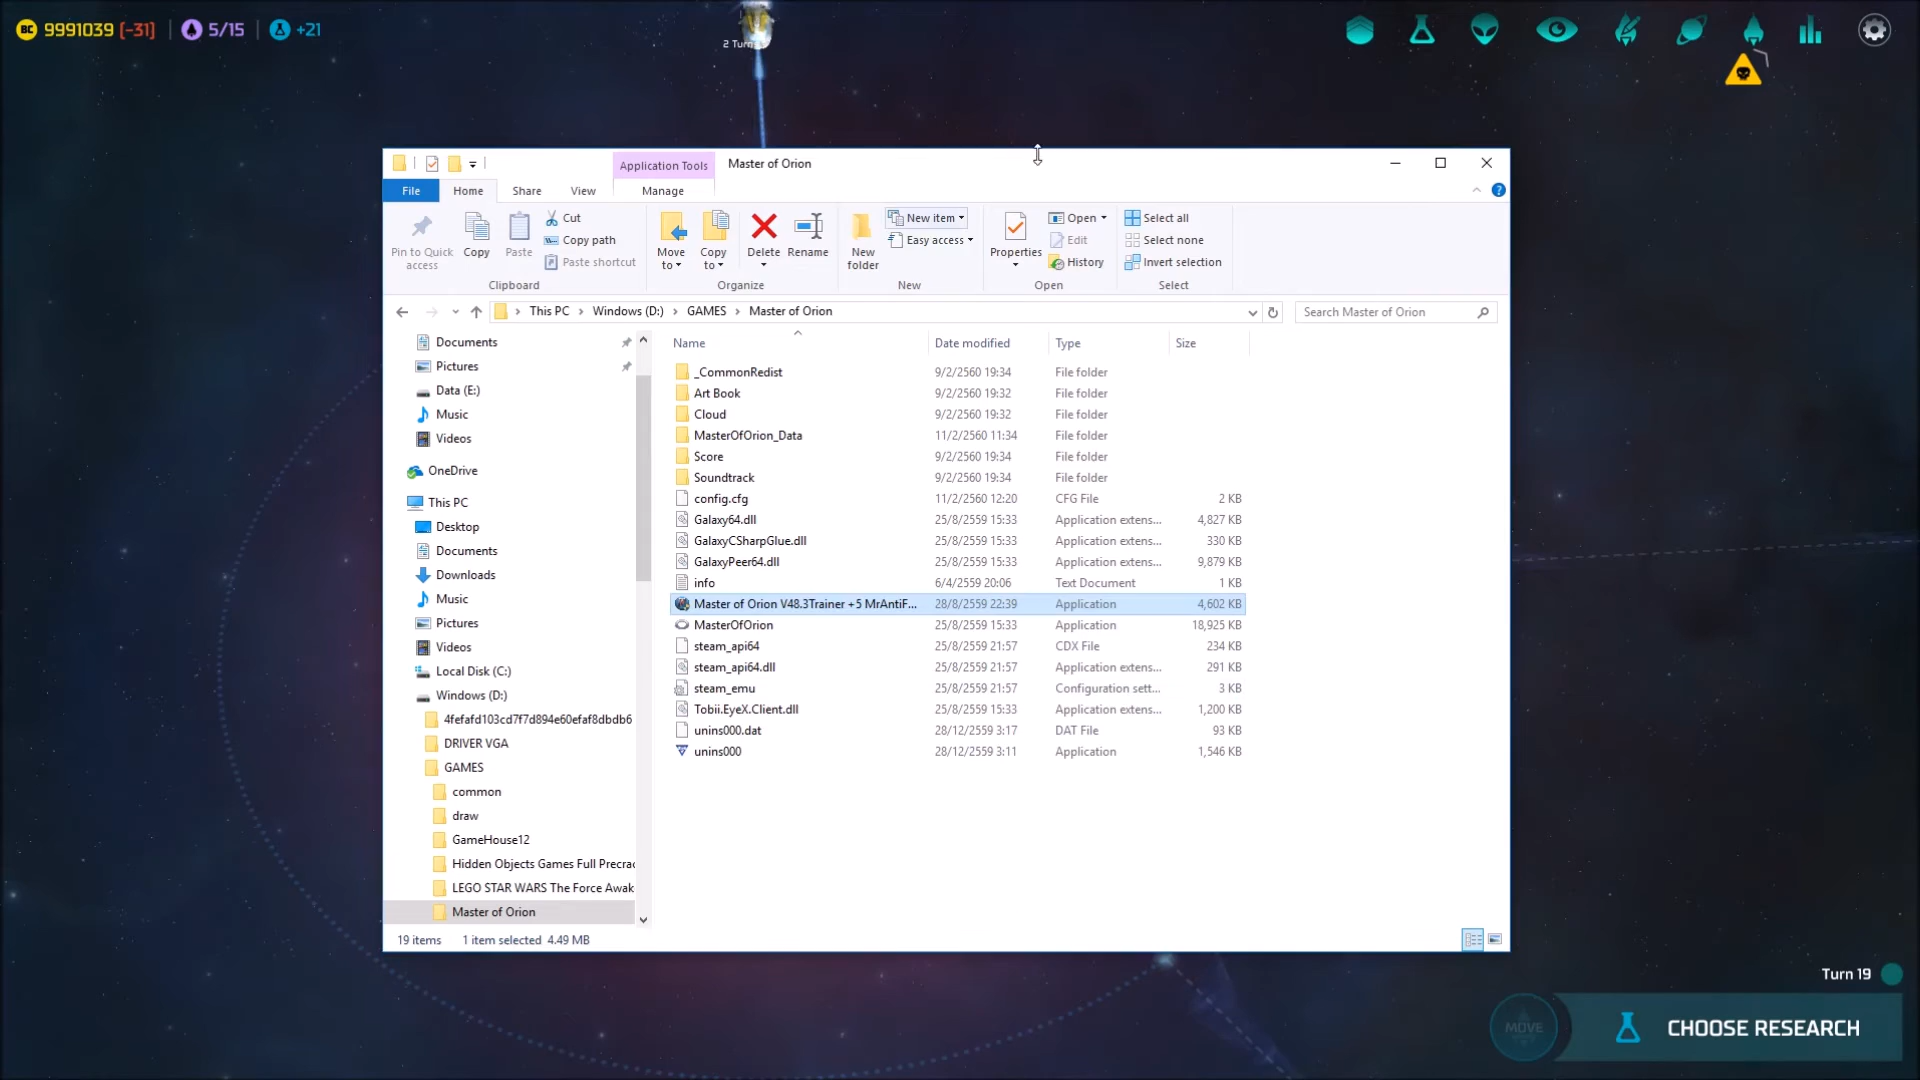 9991039 [-31] | 5/15 | +21
2 Turn
Application Tools
Master of Orion
File
Home
Share
View
Manage
Pin to Quick access
Copy
Paste
Cut
Copy path
Paste shortcut
Clipboard
Move to
Copy to
Delete
Rename
Organize
New folder
New item
Easy access
New
Properties
Open
Edit
History
Open
Select all
Select none
Invert selection
Select
This PC > Windows (D:) > GAMES > Master of Orion
Search Master of Orion
Documents
Pictures
Data (E:)
Music
Videos
OneDrive
This PC
Desktop
Documents
Downloads
Music
Pictures
Videos
Local Disk (C:)
Windows (D:)
4fefafd103cd7f7d894e60efaf8dbdb6
DRIVER VGA
GAMES
common
draw
GameHouse12
Hidden Objects Games Full Precrac
LEGO STAR WARS The Force Awak
Master of Orion
Name Date modified Type Size
_CommonRedist 9/2/2560 19:34 File folder
Art Book 9/2/2560 19:32 File folder
Cloud 9/2/2560 19:32 File folder
MasterOfOrion_Data 11/2/2560 11:34 File folder
Score 9/2/2560 19:34 File folder
Soundtrack 9/2/2560 19:34 File folder
config.cfg 11/2/2560 12:20 CFG File 2 KB
Galaxy64.dll 25/8/2559 15:33 Application extens... 4,827 KB
GalaxyCSharpGlue.dll 25/8/2559 15:33 Application extens... 330 KB
GalaxyPeer64.dll 25/8/2559 15:33 Application extens... 9,879 KB
info 6/4/2559 20:06 Text Document 1 KB
Master of Orion V48.3Trainer +5 MrAntiF... 28/8/2559 22:39 Application 4,602 KB
MasterOfOrion 25/8/2559 15:33 Application 18,925 KB
steam_api64 25/8/2559 21:57 CDX File 234 KB
steam_api64.dll 25/8/2559 21:57 Application extens... 291 KB
steam_emu 25/8/2559 21:57 Configuration sett... 3 KB
Tobii.EyeX.Client.dll 25/8/2559 15:33 Application extens... 1,200 KB
unins000.dat 28/12/2559 3:17 DAT File 93 KB
unins000 28/12/2559 3:11 Application 1,546 KB
19 items 1 item selected 4.49 MB
Turn 19
MOVE
CHOOSE RESEARCH